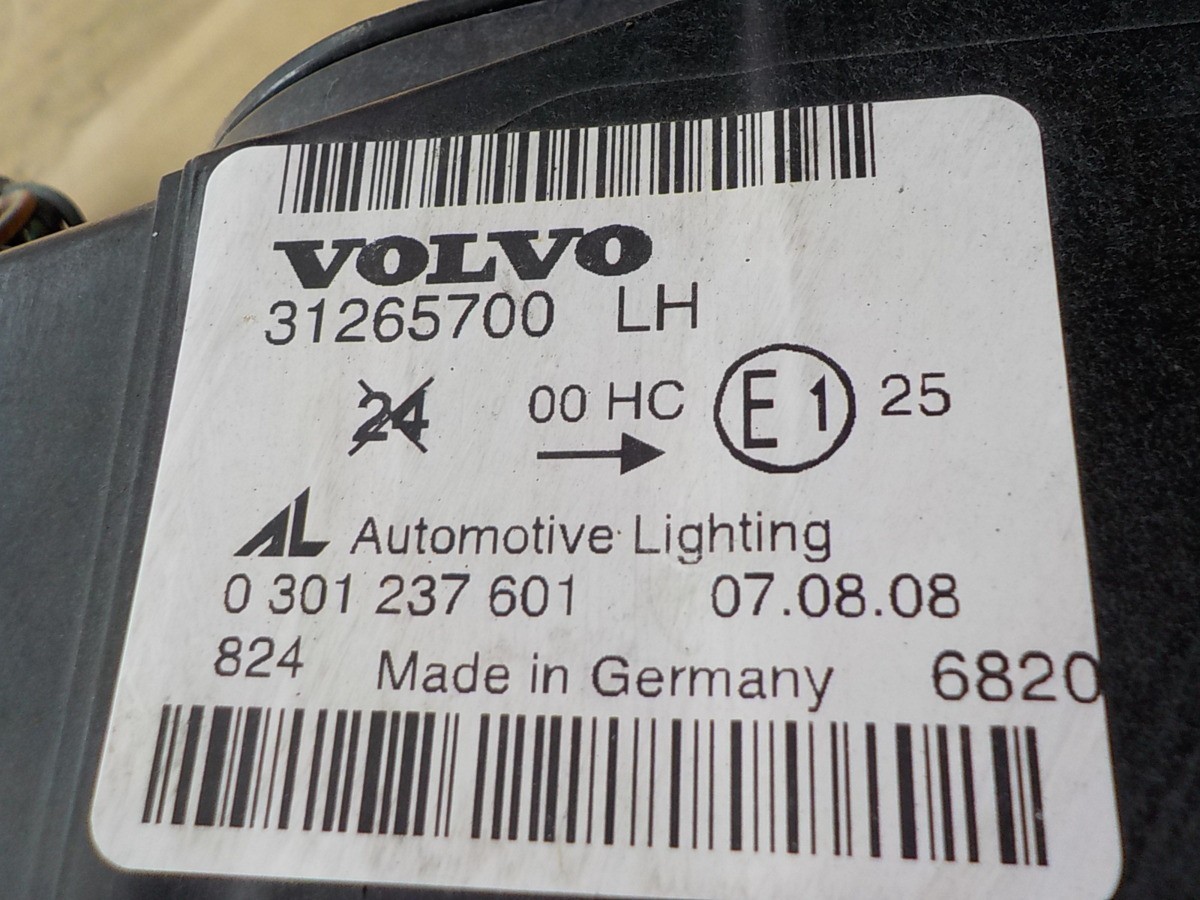 VOLVO
31265700 LH
24 00 HC E1 25
AL Automotive Lighting
0 301 237 601 07.08.08
824 Made in Germany 6820